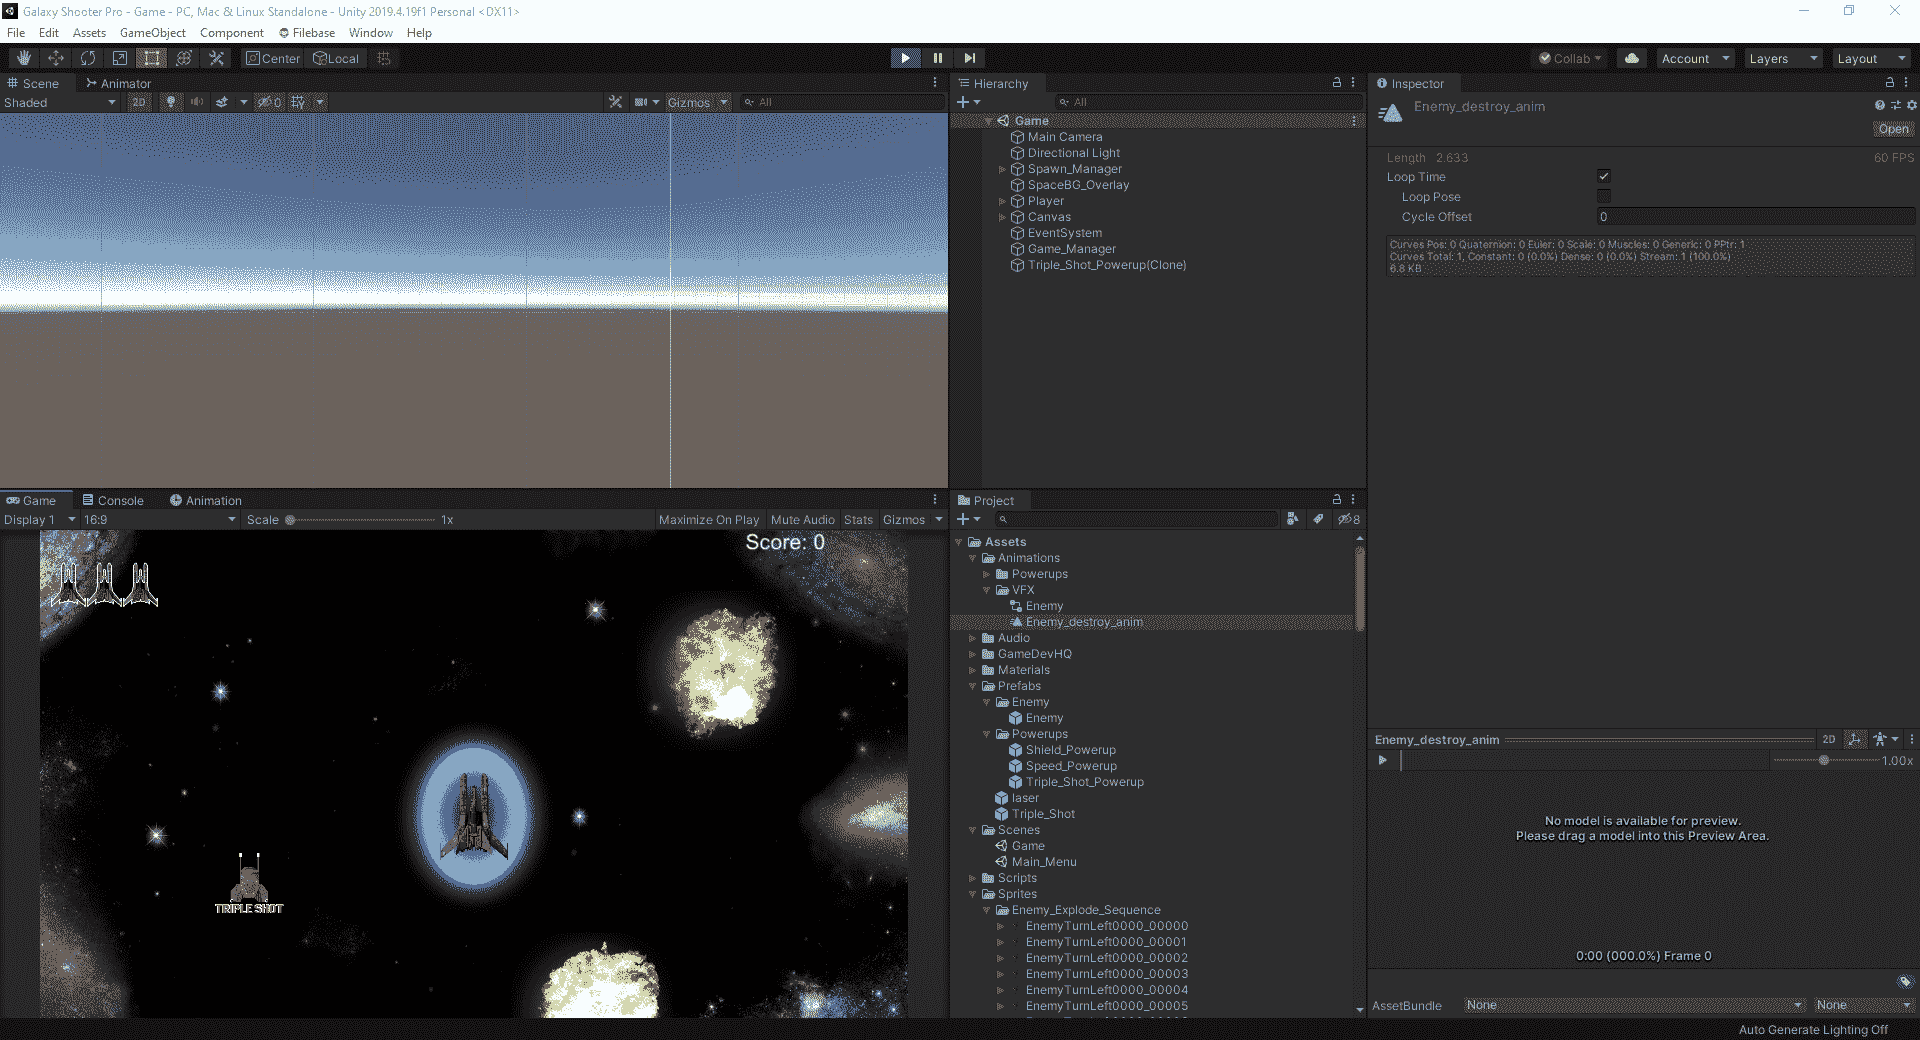 Galaxy Shooter Pro - Game - PC, Mac & Linux Standalone - Unity 2019.4.19f1 Personal <DX11>
File Edit Assets GameObject Component Filebase Window Help
Center Local Collab Account Layers Layout
Scene Animator
Shaded 2D 0 Gizmos All
Hierarchy
All
Game
Main Camera
Directional Light
Spawn_Manager
SpaceBG_Overlay
Player
Canvas
EventSystem
Game_Manager
Triple_Shot_Powerup(Clone)
Inspector
Enemy_destroy_anim
Open
Length 2.633 60 FPS
Loop Time
Loop Pose
Cycle Offset 0
Curves Pos: 0 Quaternion: 0 Euler: 0 Scale: 0 Muscles: 0 Generic: 0 PPtr: 1
Curves Total: 1, Constant: 0 (0.0%) Dense: 0 (0.0%) Stream: 1 (100.0%)
6.8 KB
Game Console Animation
Display 1 16:9 Scale 1x Maximize On Play Mute Audio Stats Gizmos
Score: 0
TRIPLE SHOT
Project
8
Assets
Animations
Powerups
VFX
Enemy
Enemy_destroy_anim
Audio
GameDevHQ
Materials
Prefabs
Enemy
Enemy
Powerups
Shield_Powerup
Speed_Powerup
Triple_Shot_Powerup
laser
Triple_Shot
Scenes
Game
Main_Menu
Scripts
Sprites
Enemy_Explode_Sequence
EnemyTurnLeft0000_00000
EnemyTurnLeft0000_00001
EnemyTurnLeft0000_00002
EnemyTurnLeft0000_00003
EnemyTurnLeft0000_00004
EnemyTurnLeft0000_00005
Enemy_destroy_anim 2D
1.00x
No model is available for preview.
Please drag a model into this Preview Area.
0:00 (000.0%) Frame 0
AssetBundle None None
Auto Generate Lighting Off